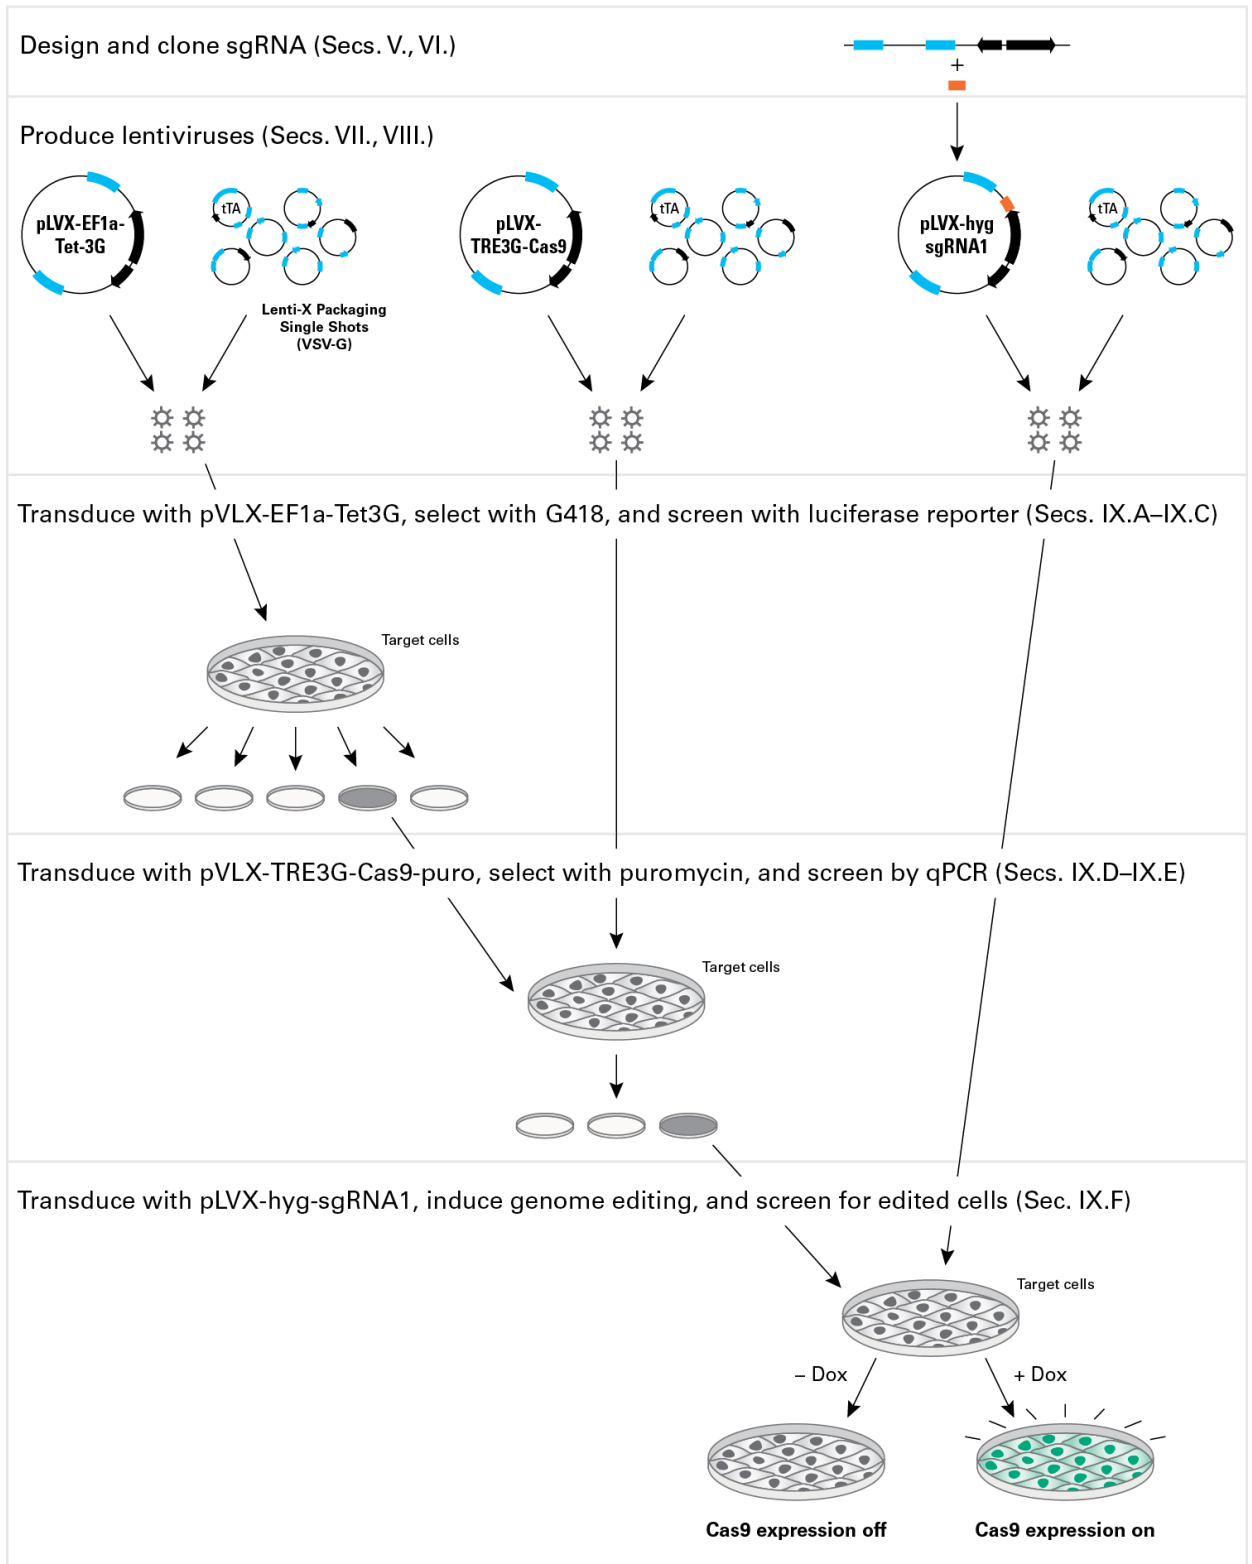 Design and clone sgRNA (Secs. V., VI.)
+
Produce lentiviruses (Secs. VII., VIII.)
pLVX-EF1a-
Tet-3G
tTA
pLVX-
TRE3G-Cas9
tTA
pLVX-hyg
sgRNA1
tTA
Lenti-X Packaging
Single Shots
(VSV-G)
Transduce with pVLX-EF1a-Tet3G, select with G418, and screen with luciferase reporter (Secs. IX.A–IX.C)
Target cells
Transduce with pVLX-TRE3G-Cas9-puro, select with puromycin, and screen by qPCR (Secs. IX.D–IX.E)
Target cells
Transduce with pLVX-hyg-sgRNA1, induce genome editing, and screen for edited cells (Sec. IX.F)
Target cells
– Dox
+ Dox
Cas9 expression off
Cas9 expression on